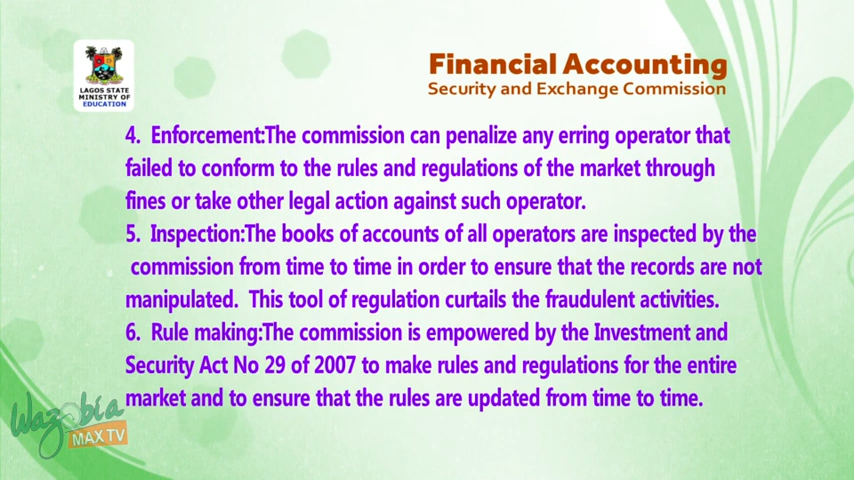 LAGOS STATE
MINISTRY OF
EDUCATION
Financial Accounting
Security and Exchange Commission
4. Enforcement:The commission can penalize any erring operator that
failed to conform to the rules and regulations of the market through
fines or take other legal action against such operator.
5. Inspection:The books of accounts of all operators are inspected by the
commission from time to time in order to ensure that the records are not
manipulated. This tool of regulation curtails the fraudulent activities.
6. Rule making:The commission is empowered by the Investment and
Security Act No 29 of 2007 to make rules and regulations for the entire
market and to ensure that the rules are updated from time to time.
Wazobia
MAX TV